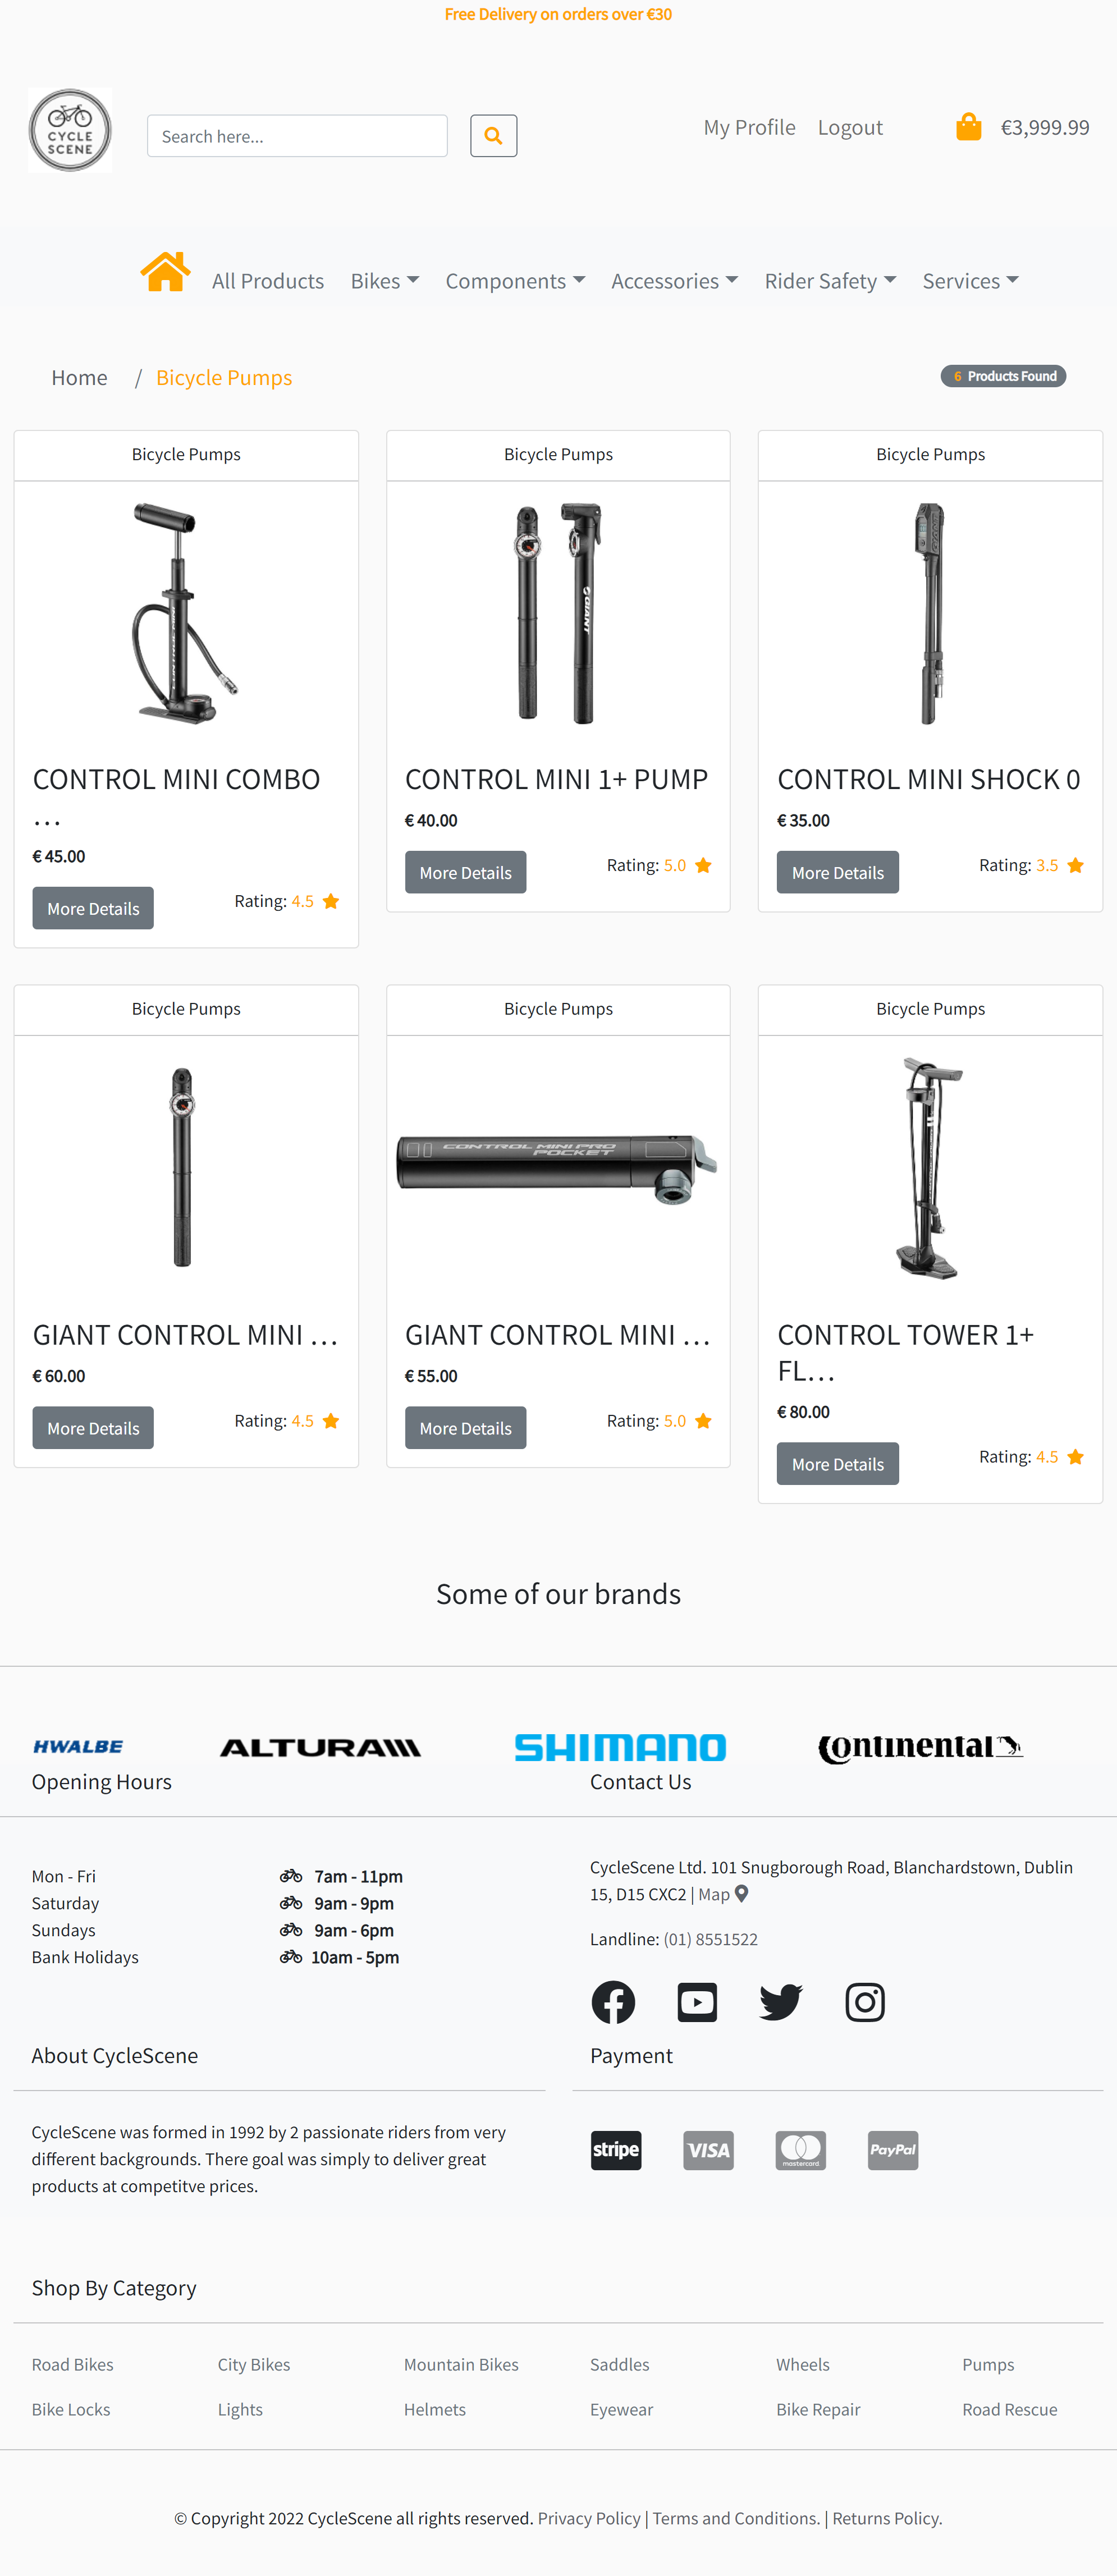 Free Delivery on orders over €30
CYCLE
SCENE
Search here...
My Profile
Logout
€3,999.99
All Products
Bikes
Components
Accessories
Rider Safety
Services
Home / Bicycle Pumps
6 Products Found
Bicycle Pumps
CONTROL MINI COMBO
...
€ 45.00
More Details
Rating: 4.5
Bicycle Pumps
GIANT
CONTROL MINI 1+ PUMP
€ 40.00
More Details
Rating: 5.0
Bicycle Pumps
CONTROL MINI SHOCK 0
€ 35.00
More Details
Rating: 3.5
Bicycle Pumps
GIANT CONTROL MINI ...
€ 60.00
More Details
Rating: 4.5
Bicycle Pumps
CONTROL MINI PRO
POCKET
GIANT CONTROL MINI ...
€ 55.00
More Details
Rating: 5.0
Bicycle Pumps
CONTROL TOWER 1+
FL...
€ 80.00
More Details
Rating: 4.5
Some of our brands
HWALBE
ALTURA
SHIMANO
Continental
Opening Hours
Mon - Fri 7am - 11pm
Saturday 9am - 9pm
Sundays 9am - 6pm
Bank Holidays 10am - 5pm
Contact Us
CycleScene Ltd. 101 Snugborough Road, Blanchardstown, Dublin
15, D15 CXC2 | Map
Landline: (01) 8551522
About CycleScene
CycleScene was formed in 1992 by 2 passionate riders from very
different backgrounds. There goal was simply to deliver great
products at competitve prices.
Payment
stripe
VISA
mastercard
PayPal
Shop By Category
Road Bikes
City Bikes
Mountain Bikes
Saddles
Wheels
Pumps
Bike Locks
Lights
Helmets
Eyewear
Bike Repair
Road Rescue
© Copyright 2022 CycleScene all rights reserved. Privacy Policy | Terms and Conditions. | Returns Policy.